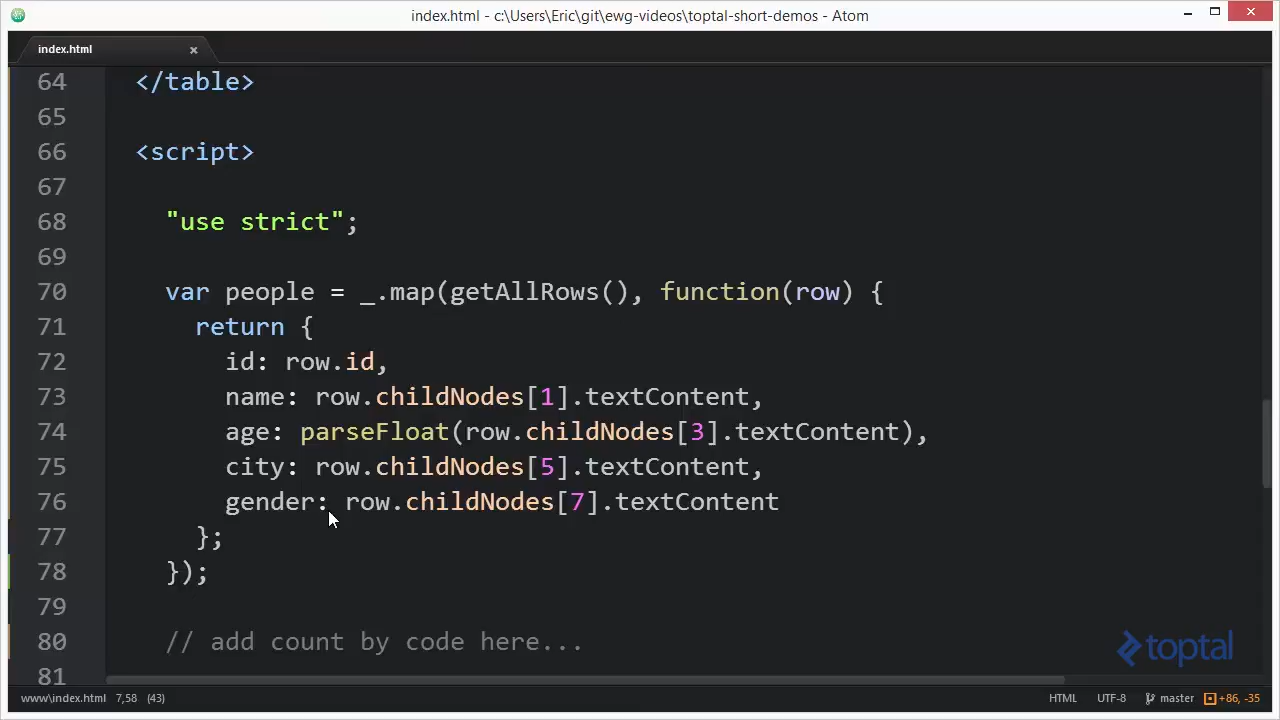 index.html - c:\Users\Eric\git\ewg-videos\toptal-short-demos - Atom
index.html
64 </table>
65
66 <script>
67
68 "use strict";
69
70 var people = _.map(getAllRows(), function(row) {
71 return {
72 id: row.id,
73 name: row.childNodes[1].textContent,
74 age: parseFloat(row.childNodes[3].textContent),
75 city: row.childNodes[5].textContent,
76 gender: row.childNodes[7].textContent
77 };
78 });
79
80 // add count by code here...
81
toptal
www\index.html 7,58 (43) HTML UTF-8 master +86, -35